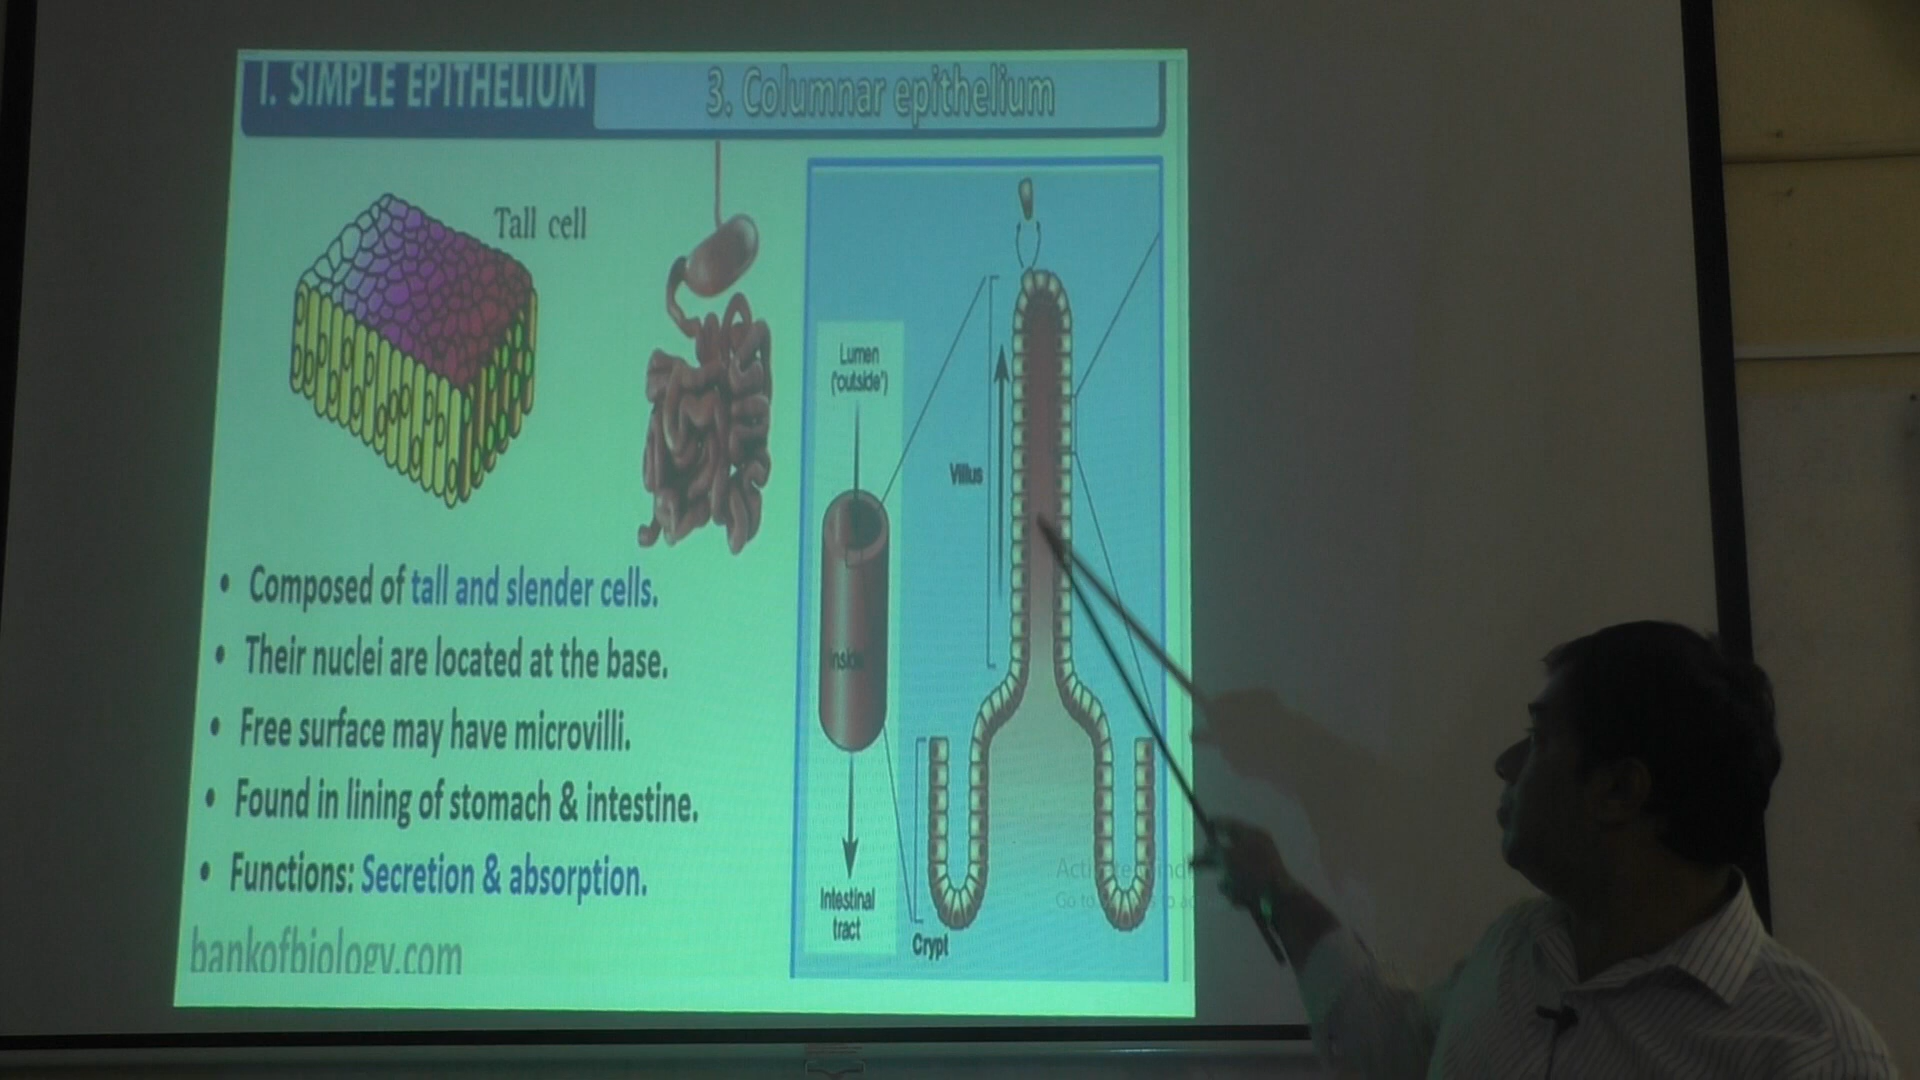 I. SIMPLE EPITHELIUM
3. Columnar epithelium
Tall cell
Lumen
('outside')
Villus
inside
Intestinal
tract
Crypt
• Composed of tall and slender cells.
• Their nuclei are located at the base.
• Free surface may have microvilli.
• Found in lining of stomach & intestine.
• Functions: Secretion & absorption.
bankofbiology.com